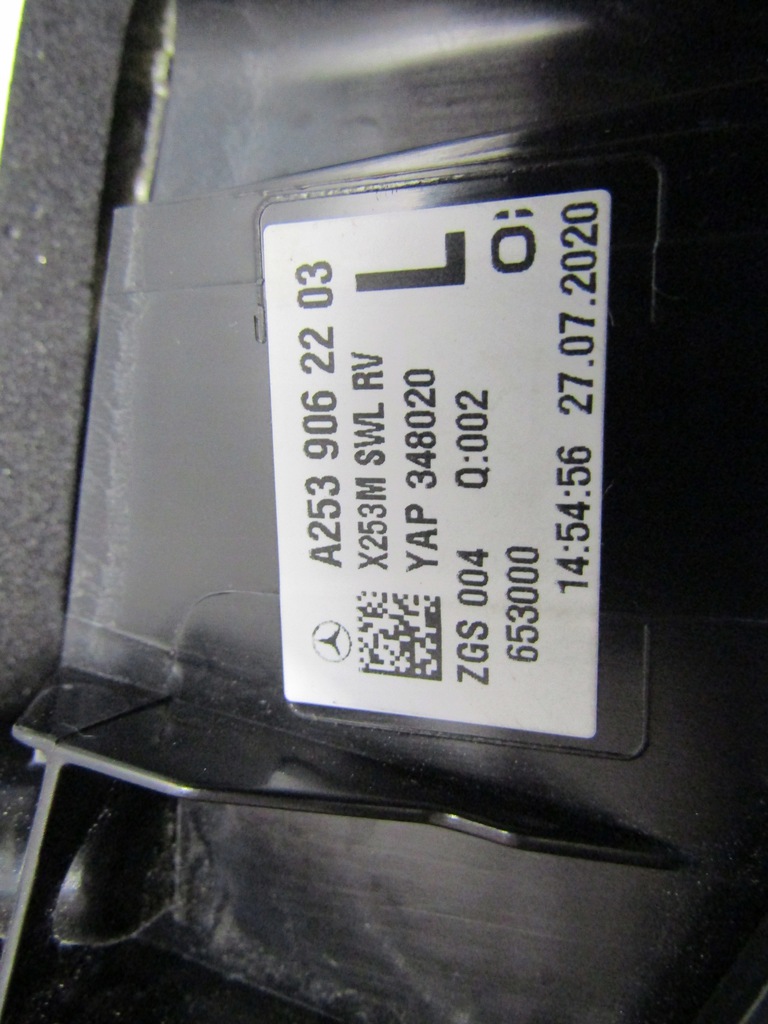 A253 906 22 03
X253M SWL RV
YAP 348020
L
ZGS 004 Q:002
653000
14:54:56 27.07.2020